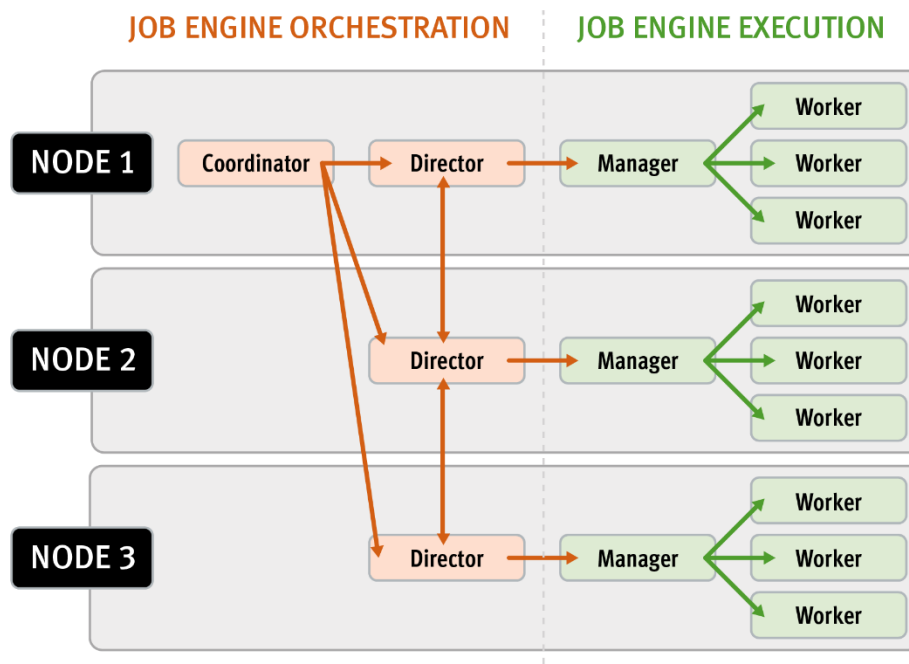 JOB ENGINE ORCHESTRATION
JOB ENGINE EXECUTION
NODE 1
Coordinator
Director
Manager
Worker
Worker
Worker
NODE 2
Director
Manager
Worker
Worker
Worker
NODE 3
Director
Manager
Worker
Worker
Worker